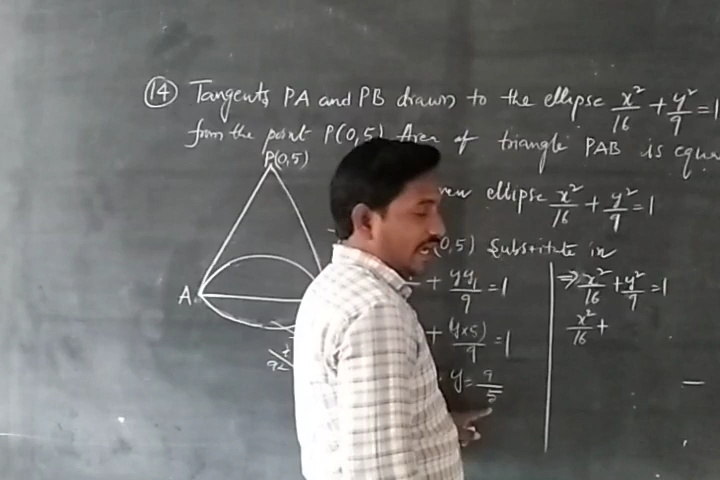 (14) Tangents PA and PB drawn to the ellipse x²/16 + y²/9 = 1
from the point P(0,5). Area of triangle PAB is equa
P(0,5)
ellipse x²/16 + y²/9 = 1
0,5) Substitute in
+ yy₁/9 = 1
⇒ x²/16 + y²/9 = 1
A
+ y×5)/9 = 1
x²/16 +
y = 9/5